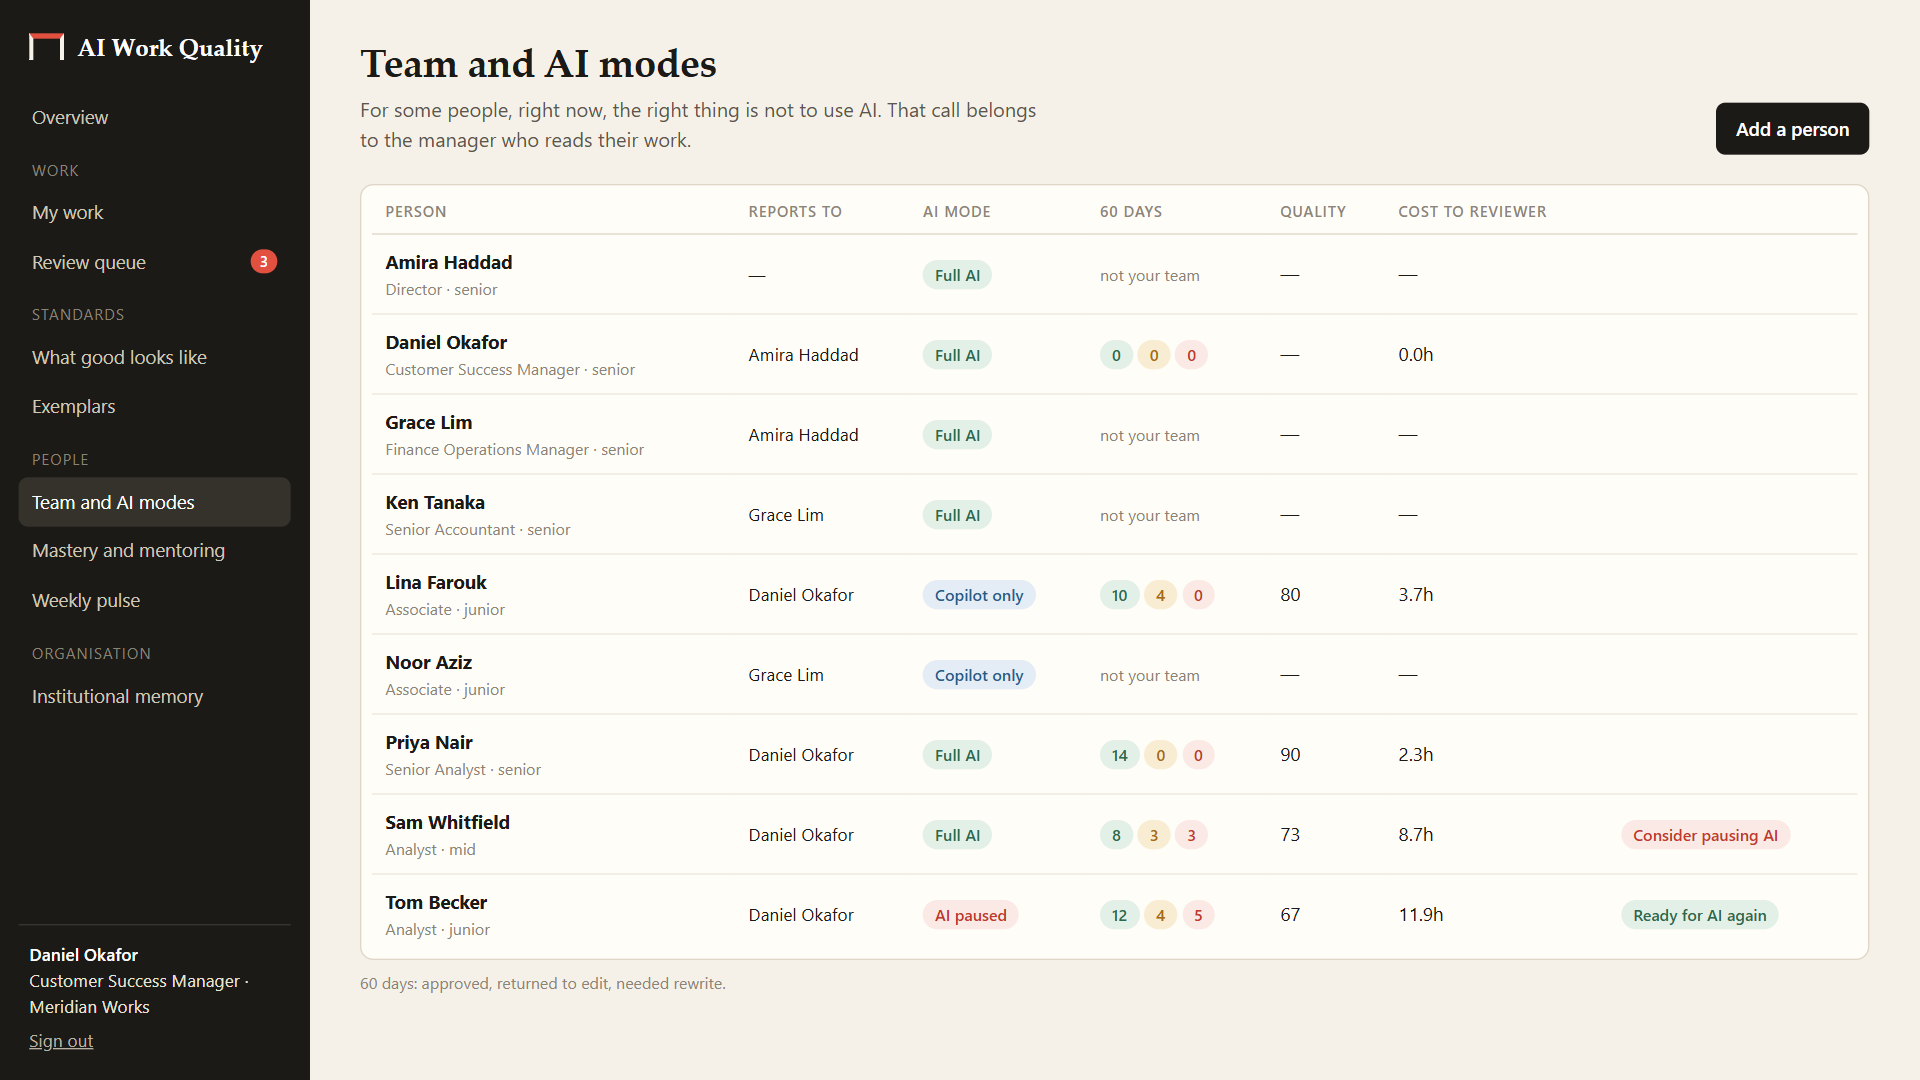 AI Work Quality
Overview
WORK
My work
Review queue 3
STANDARDS
What good looks like
Exemplars
PEOPLE
Team and AI modes
Mastery and mentoring
Weekly pulse
ORGANISATION
Institutional memory
Daniel Okafor
Customer Success Manager ·
Meridian Works
Sign out
Team and AI modes
For some people, right now, the right thing is not to use AI. That call belongs
to the manager who reads their work.
Add a person
PERSON REPORTS TO AI MODE 60 DAYS QUALITY COST TO REVIEWER
Amira Haddad
Director · senior
— Full AI not your team — —
Daniel Okafor
Customer Success Manager · senior
Amira Haddad Full AI 0 0 0 — 0.0h
Grace Lim
Finance Operations Manager · senior
Amira Haddad Full AI not your team — —
Ken Tanaka
Senior Accountant · senior
Grace Lim Full AI not your team — —
Lina Farouk
Associate · junior
Daniel Okafor Copilot only 10 4 0 80 3.7h
Noor Aziz
Associate · junior
Grace Lim Copilot only not your team — —
Priya Nair
Senior Analyst · senior
Daniel Okafor Full AI 14 0 0 90 2.3h
Sam Whitfield
Analyst · mid
Daniel Okafor Full AI 8 3 3 73 8.7h Consider pausing AI
Tom Becker
Analyst · junior
Daniel Okafor AI paused 12 4 5 67 11.9h Ready for AI again
60 days: approved, returned to edit, needed rewrite.